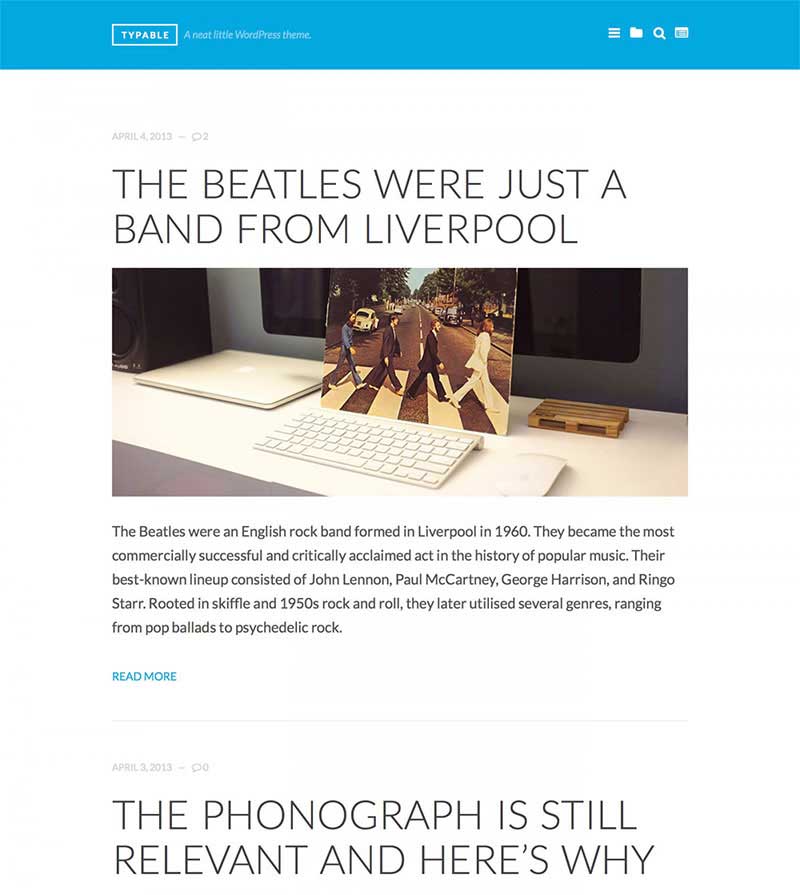 TYPABLE A neat little WordPress theme.
APRIL 4, 2013 — 2
THE BEATLES WERE JUST A
BAND FROM LIVERPOOL
The Beatles were an English rock band formed in Liverpool in 1960. They became the most
commercially successful and critically acclaimed act in the history of popular music. Their
best-known lineup consisted of John Lennon, Paul McCartney, George Harrison, and Ringo
Starr. Rooted in skiffle and 1950s rock and roll, they later utilised several genres, ranging
from pop ballads to psychedelic rock.
READ MORE
APRIL 3, 2013 — 0
THE PHONOGRAPH IS STILL
RELEVANT AND HERE’S WHY